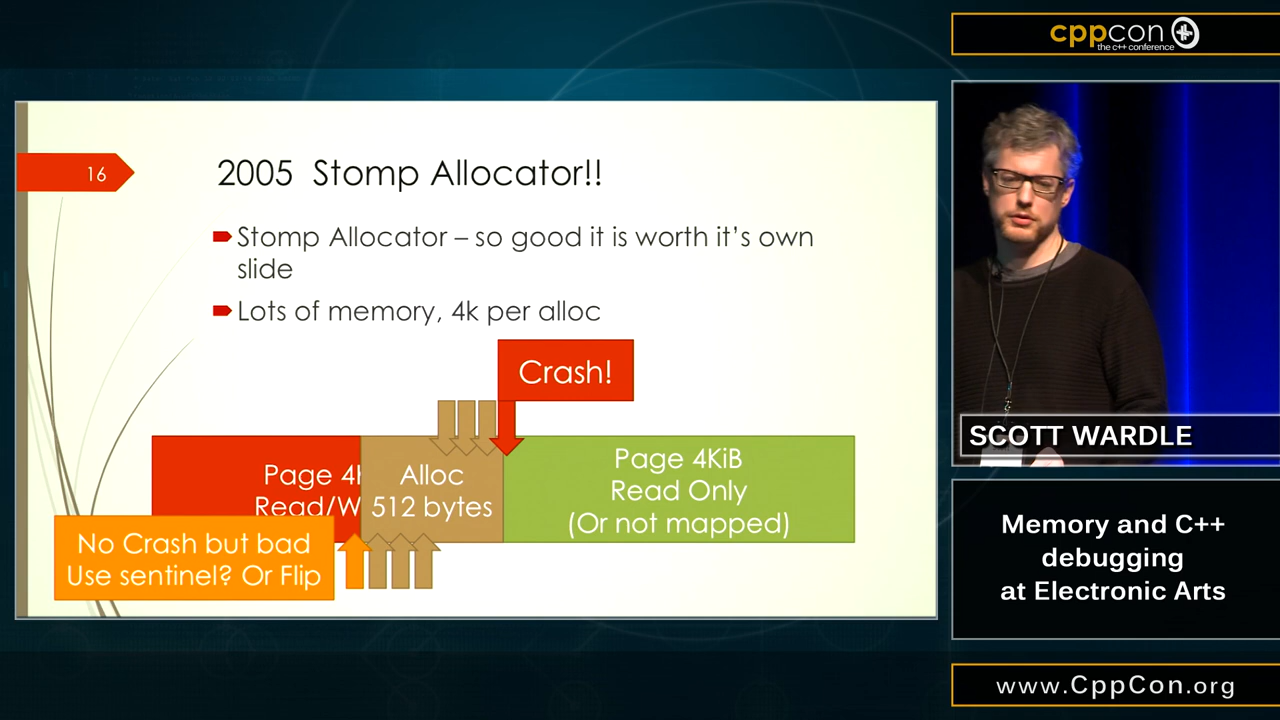 cppcon
the c++ conference
16
2005 Stomp Allocator!!
Stomp Allocator – so good it is worth it's own
slide
Lots of memory, 4k per alloc
Crash!
Page
Read/W
Alloc
512 bytes
Page 4KiB
Read Only
(Or not mapped)
No Crash but bad
Use sentinel? Or Flip
SCOTT WARDLE
Memory and C++
debugging
at Electronic Arts
www.CppCon.org